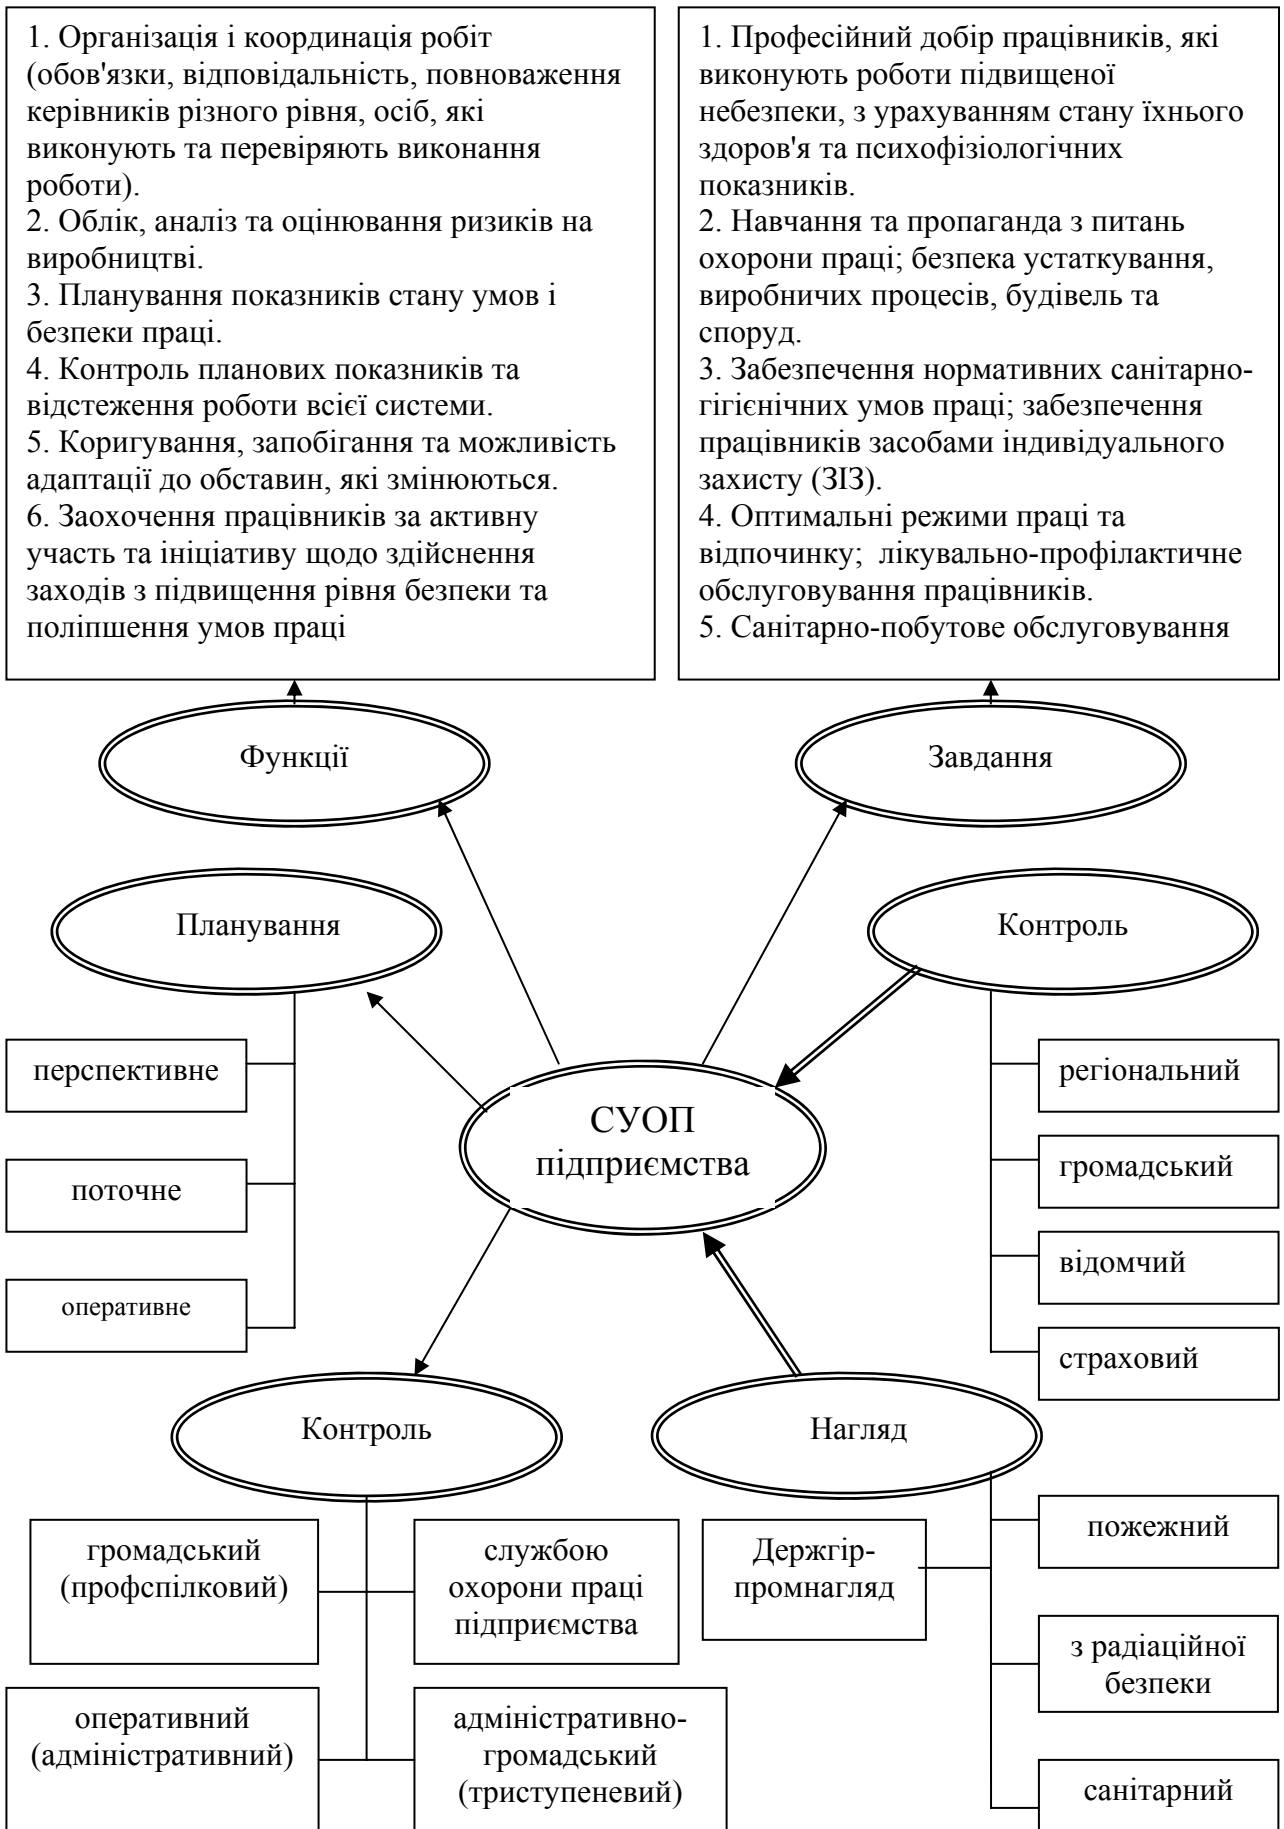 1. Організація і координація робіт
(обов'язки, відповідальність, повноваження
керівників різного рівня, осіб, які
виконують та перевіряють виконання
роботи).
2. Облік, аналіз та оцінювання ризиків на
виробництві.
3. Планування показників стану умов і
безпеки праці.
4. Контроль планових показників та
відстеження роботи всієї системи.
5. Коригування, запобігання та можливість
адаптації до обставин, які змінюються.
6. Заохочення працівників за активну
участь та ініціативу щодо здійснення
заходів з підвищення рівня безпеки та
поліпшення умов праці
1. Професійний добір працівників, які
виконують роботи підвищеної
небезпеки, з урахуванням стану їхнього
здоров'я та психофізіологічних
показників.
2. Навчання та пропаганда з питань
охорони праці; безпека устаткування,
виробничих процесів, будівель та
споруд.
3. Забезпечення нормативних санітарно-
гігієнічних умов праці; забезпечення
працівників засобами індивідуального
захисту (ЗІЗ).
4. Оптимальні режими праці та
відпочинку;  лікувально-профілактичне
обслуговування працівників.
5. Санітарно-побутове обслуговування
Функції
Завдання
Планування
Контроль
перспективне
поточне
оперативне
СУОП
підприємства
регіональний
громадський
відомчий
страховий
Контроль
Нагляд
громадський
(профспілковий)
службою
охорони праці
підприємства
оперативний
(адміністративний)
адміністративно-
громадський
(триступеневий)
Держгір-
промнагляд
пожежний
з радіаційної
безпеки
санітарний